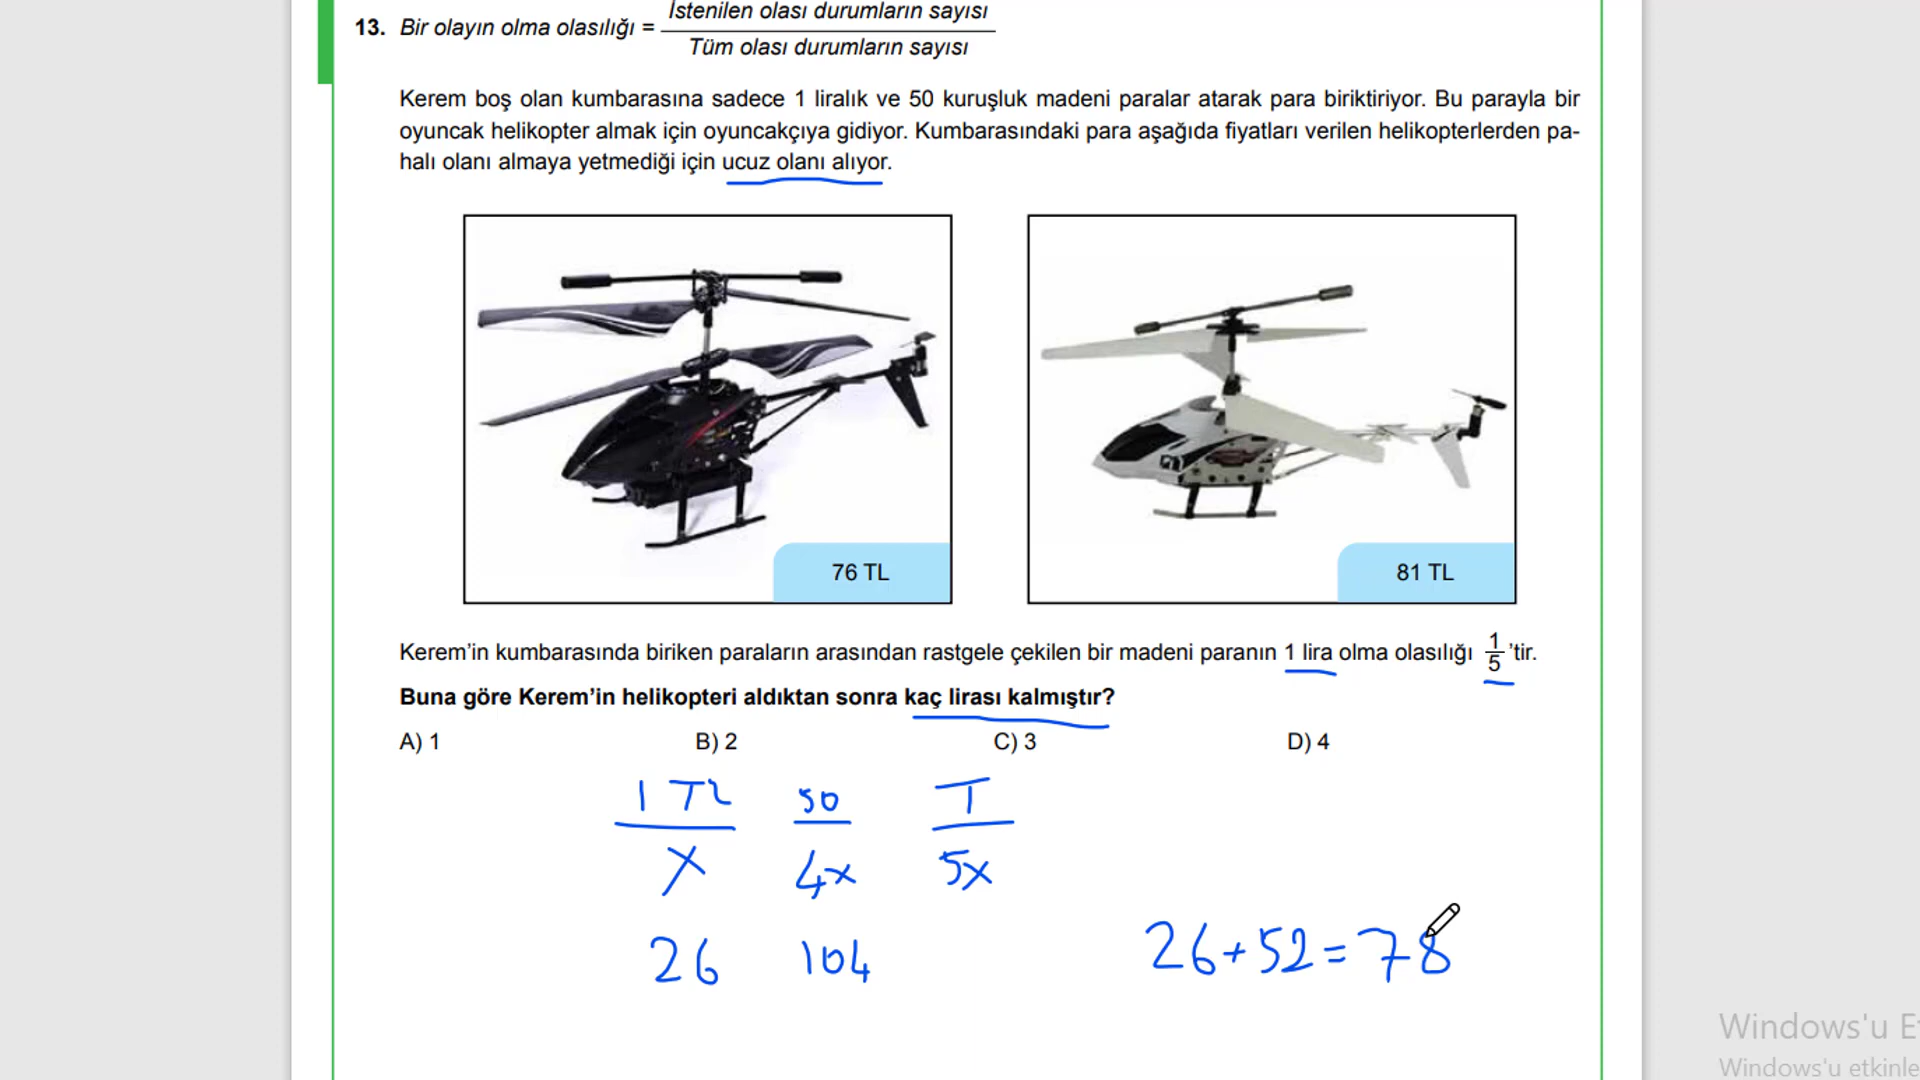 13. Bir olayın olma olasılığı = İstenilen olası durumların sayısı
Tüm olası durumların sayısı
Kerem boş olan kumbarasına sadece 1 liralık ve 50 kuruşluk madeni paralar atarak para biriktiriyor. Bu parayla bir
oyuncak helikopter almak için oyuncakçıya gidiyor. Kumbarasındaki para aşağıda fiyatları verilen helikopterlerden pa-
halı olanı almaya yetmediği için ucuz olanı alıyor.
76 TL
81 TL
Kerem’in kumbarasında biriken paraların arasından rastgele çekilen bir madeni paranın 1 lira olma olasılığı 1/5 ’tir.
Buna göre Kerem’in helikopteri aldıktan sonra kaç lirası kalmıştır?
A) 1 B) 2 C) 3 D) 4
1 TL 50 T
x 4x 5x
26 104
26+52=78
Windows'u E
Windows'u etkinle